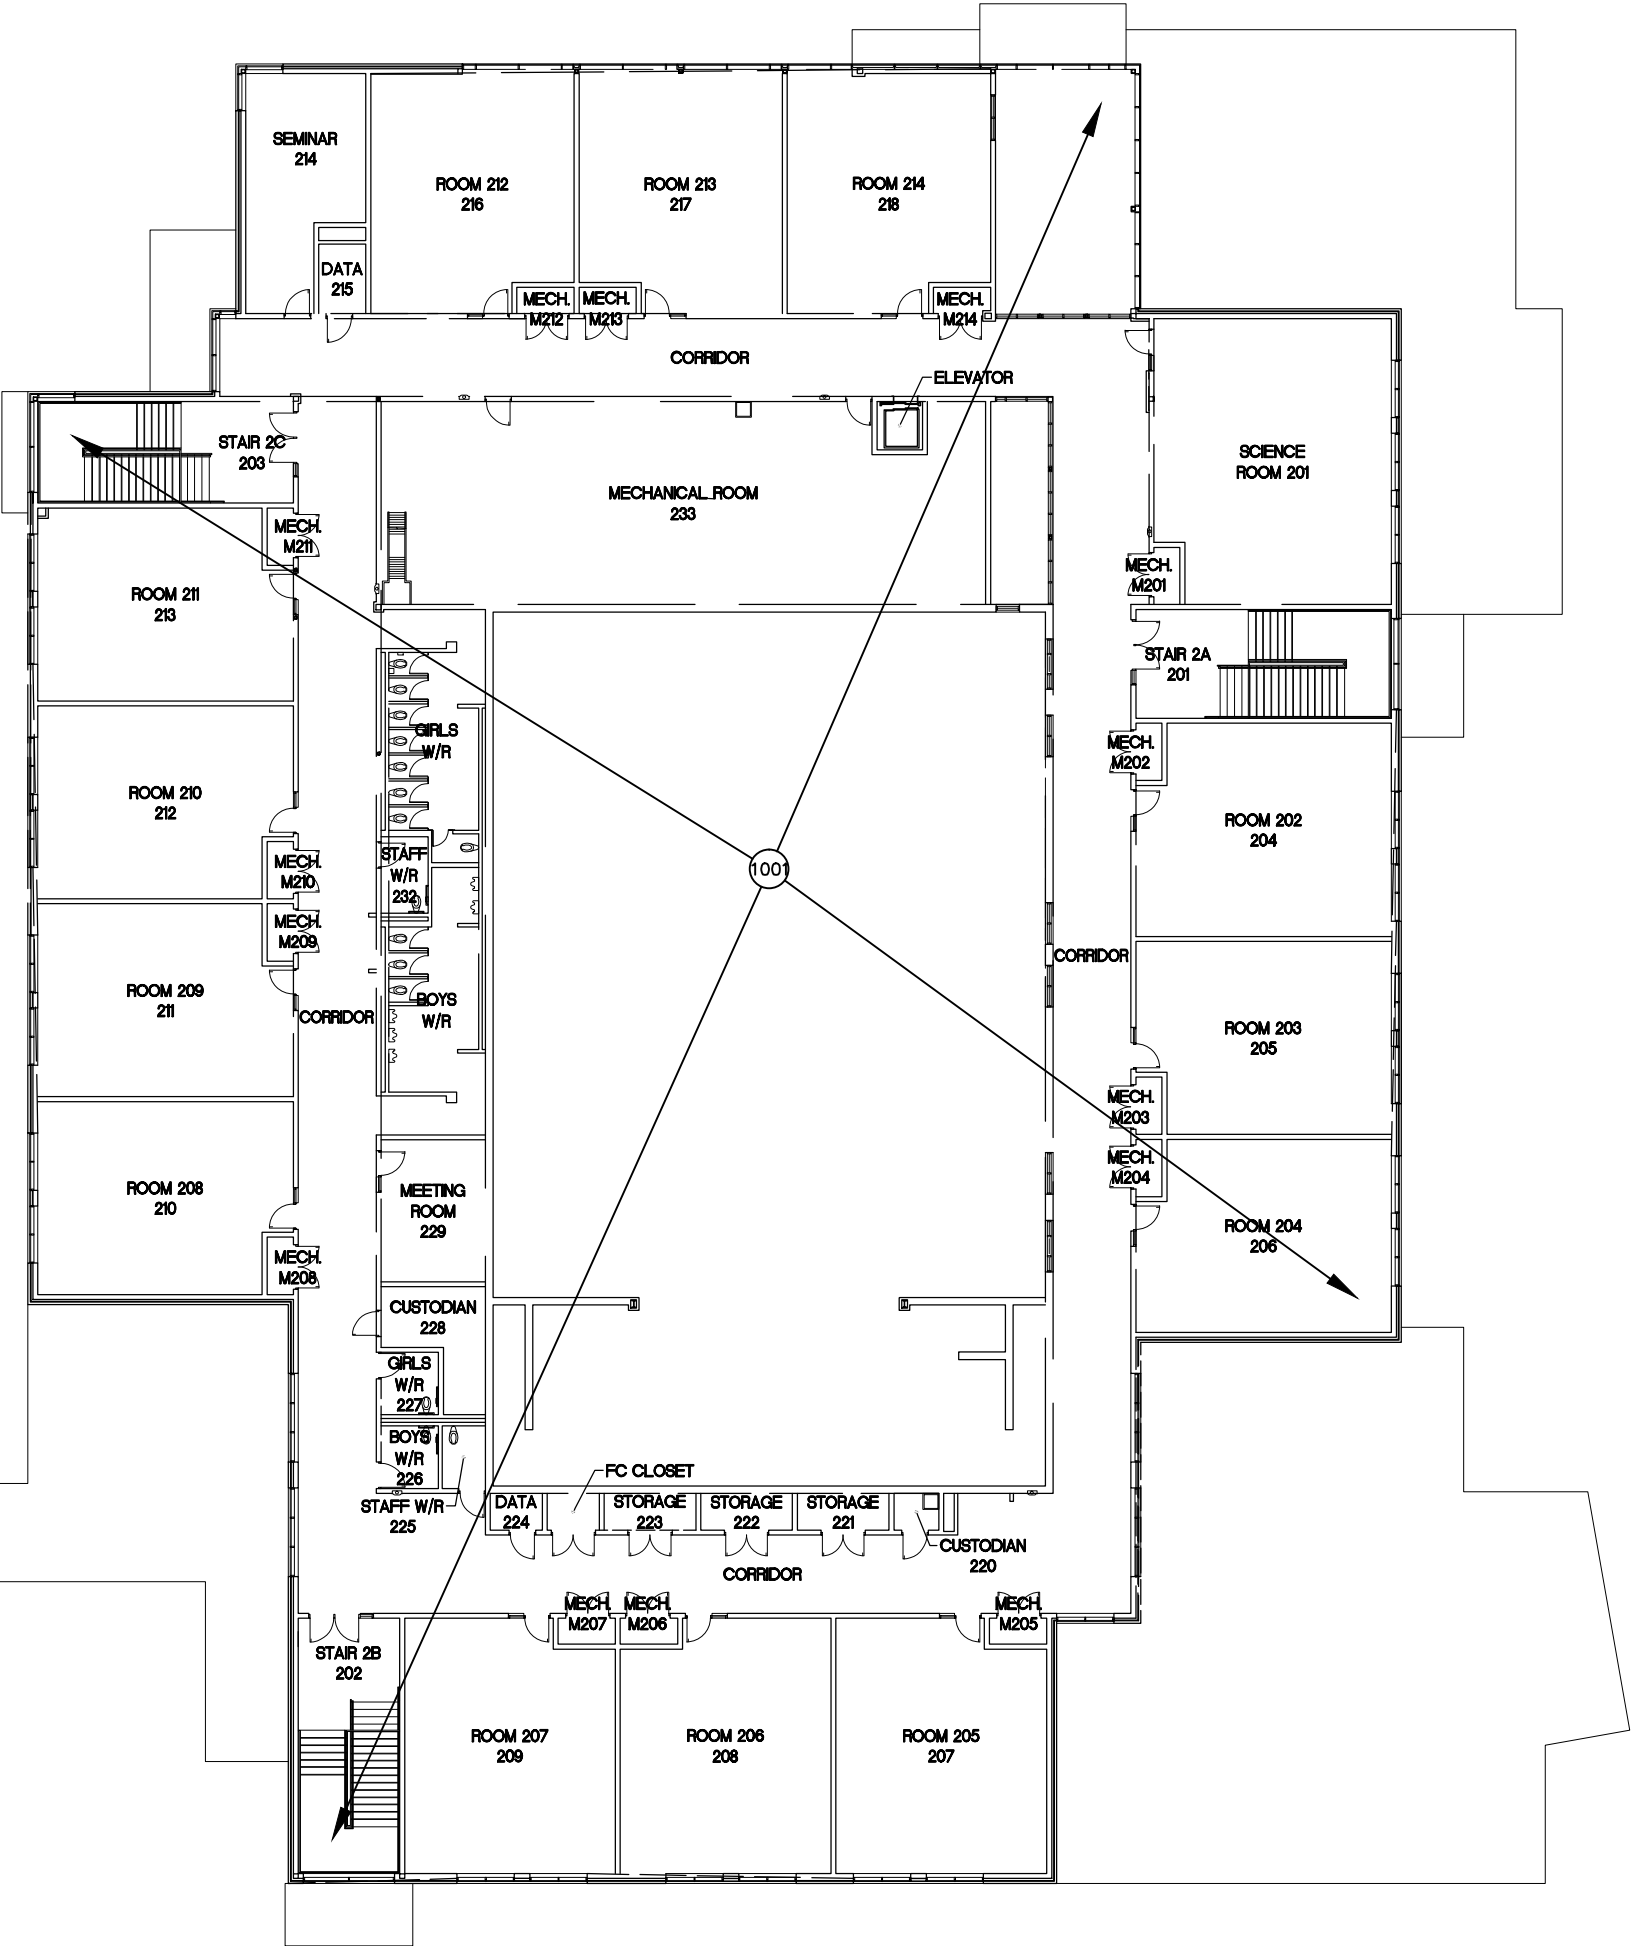 SEMINAR
214
ROOM 212
216
ROOM 213
217
ROOM 214
218
DATA
215
MECH.
M212
MECH.
M213
MECH.
M214
CORRIDOR
ELEVATOR
STAIR 2C
203
SCIENCE
ROOM 201
MECHANICAL ROOM
233
MECH.
M211
MECH.
M201
ROOM 211
213
STAIR 2A
201
GIRLS
W/R
MECH.
M202
ROOM 210
212
ROOM 202
204
STAFF
W/R
232
MECH.
M210
1001
MECH.
M209
CORRIDOR
ROOM 209
211
BOYS
W/R
CORRIDOR
ROOM 203
205
MECH.
M203
MECH.
M204
ROOM 208
210
MEETING
ROOM
229
ROOM 204
206
MECH.
M208
CUSTODIAN
228
GIRLS
W/R
227
BOYS
W/R
226
STAFF W/R
225
FC CLOSET
DATA
224
STORAGE
223
STORAGE
222
STORAGE
221
CUSTODIAN
220
CORRIDOR
MECH.
M207
MECH.
M206
MECH.
M205
STAIR 2B
202
ROOM 207
209
ROOM 206
208
ROOM 205
207